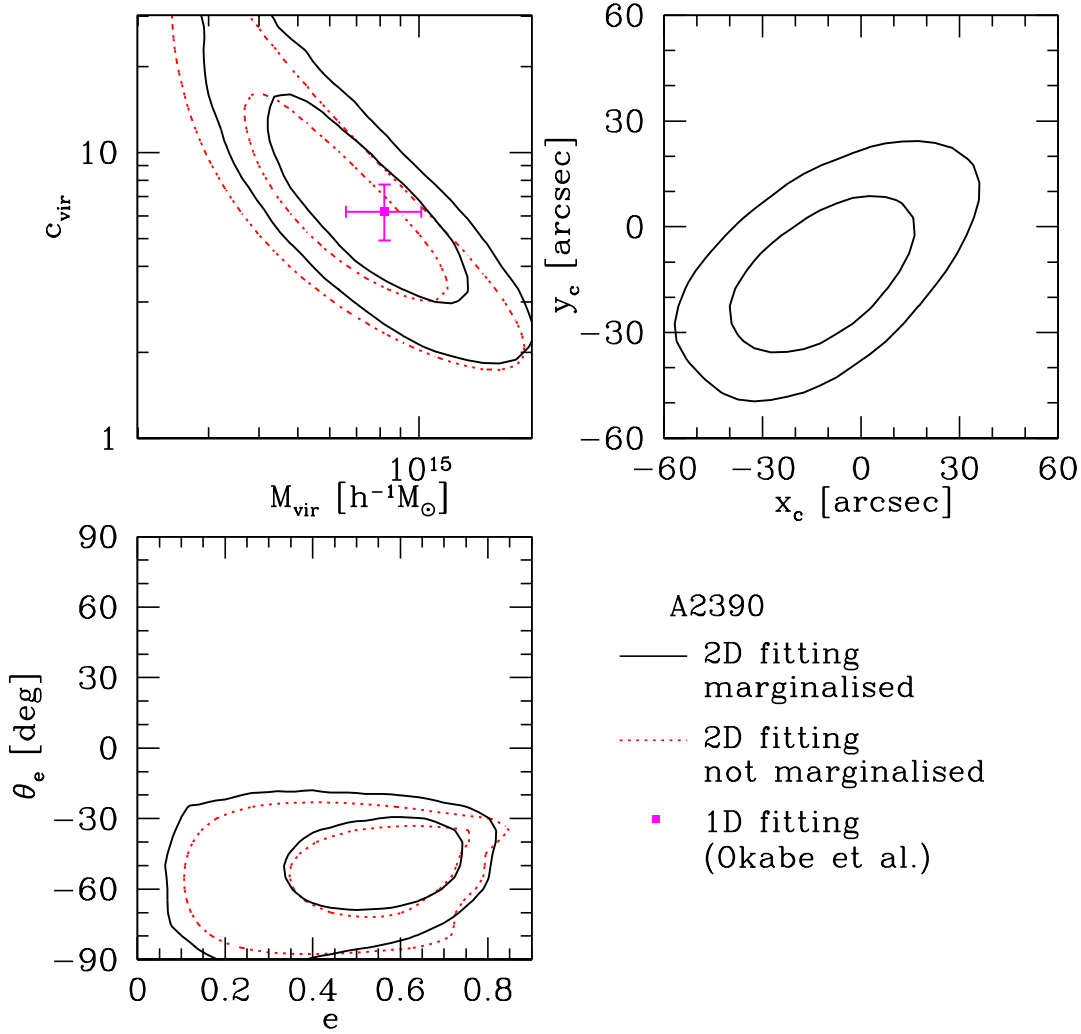 10
1
c_vir
10^15
M_vir [h^-1M_⊙]
60
30
0
−30
−60
y_c [arcsec]
−60 −30 0 30 60
x_c [arcsec]
90
60
30
0
−30
−60
−90
θ_e [deg]
0 0.2 0.4 0.6 0.8
e
A2390
2D fitting
marginalised
2D fitting
not marginalised
1D fitting
(Okabe et al.)